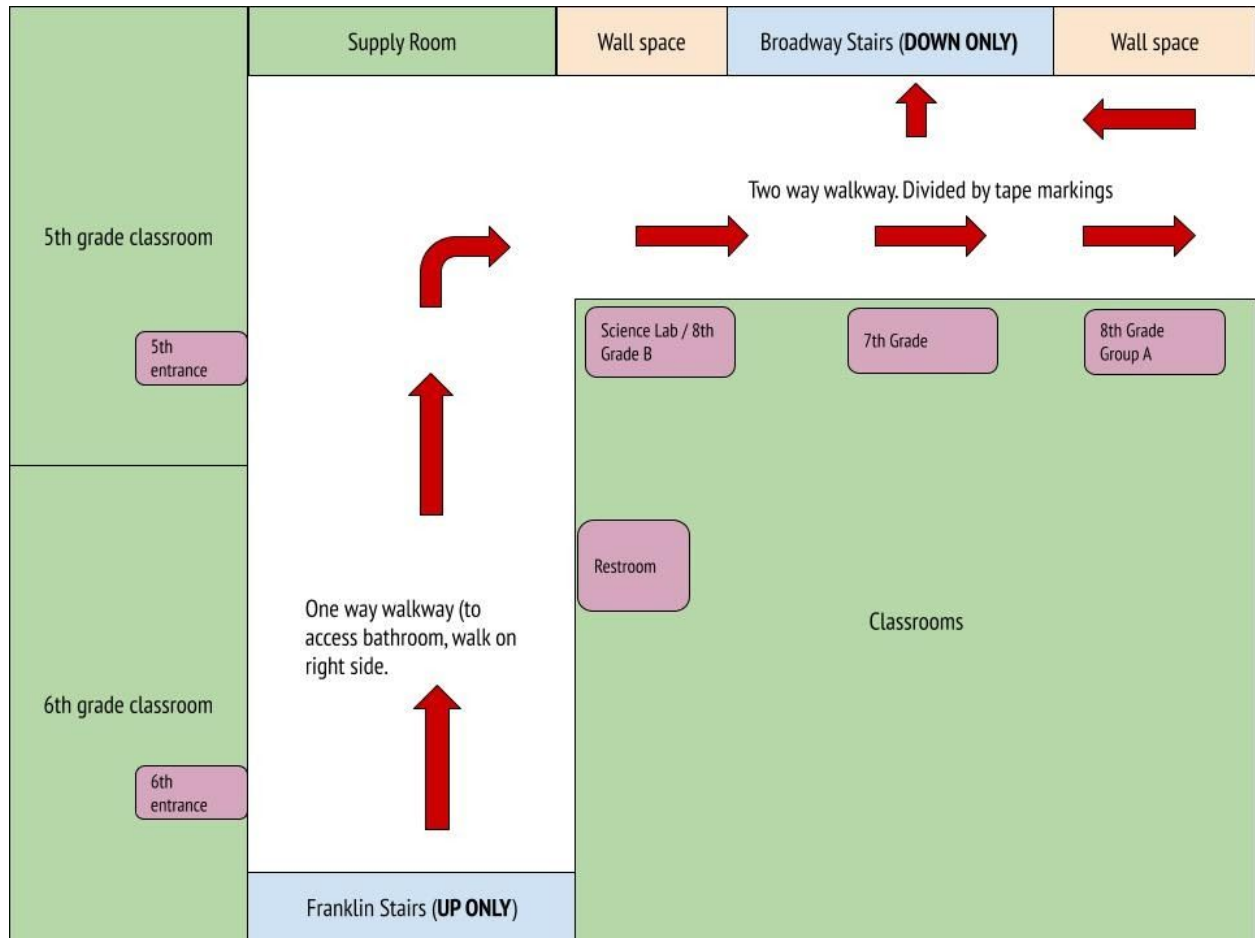 Supply Room
Wall space
Broadway Stairs (DOWN ONLY)
Wall space
Two way walkway. Divided by tape markings
5th grade classroom
5th
entrance
Science Lab / 8th
Grade B
7th Grade
8th Grade
Group A
Restroom
One way walkway (to
access bathroom, walk on
right side.
Classrooms
6th grade classroom
6th
entrance
Franklin Stairs (UP ONLY)